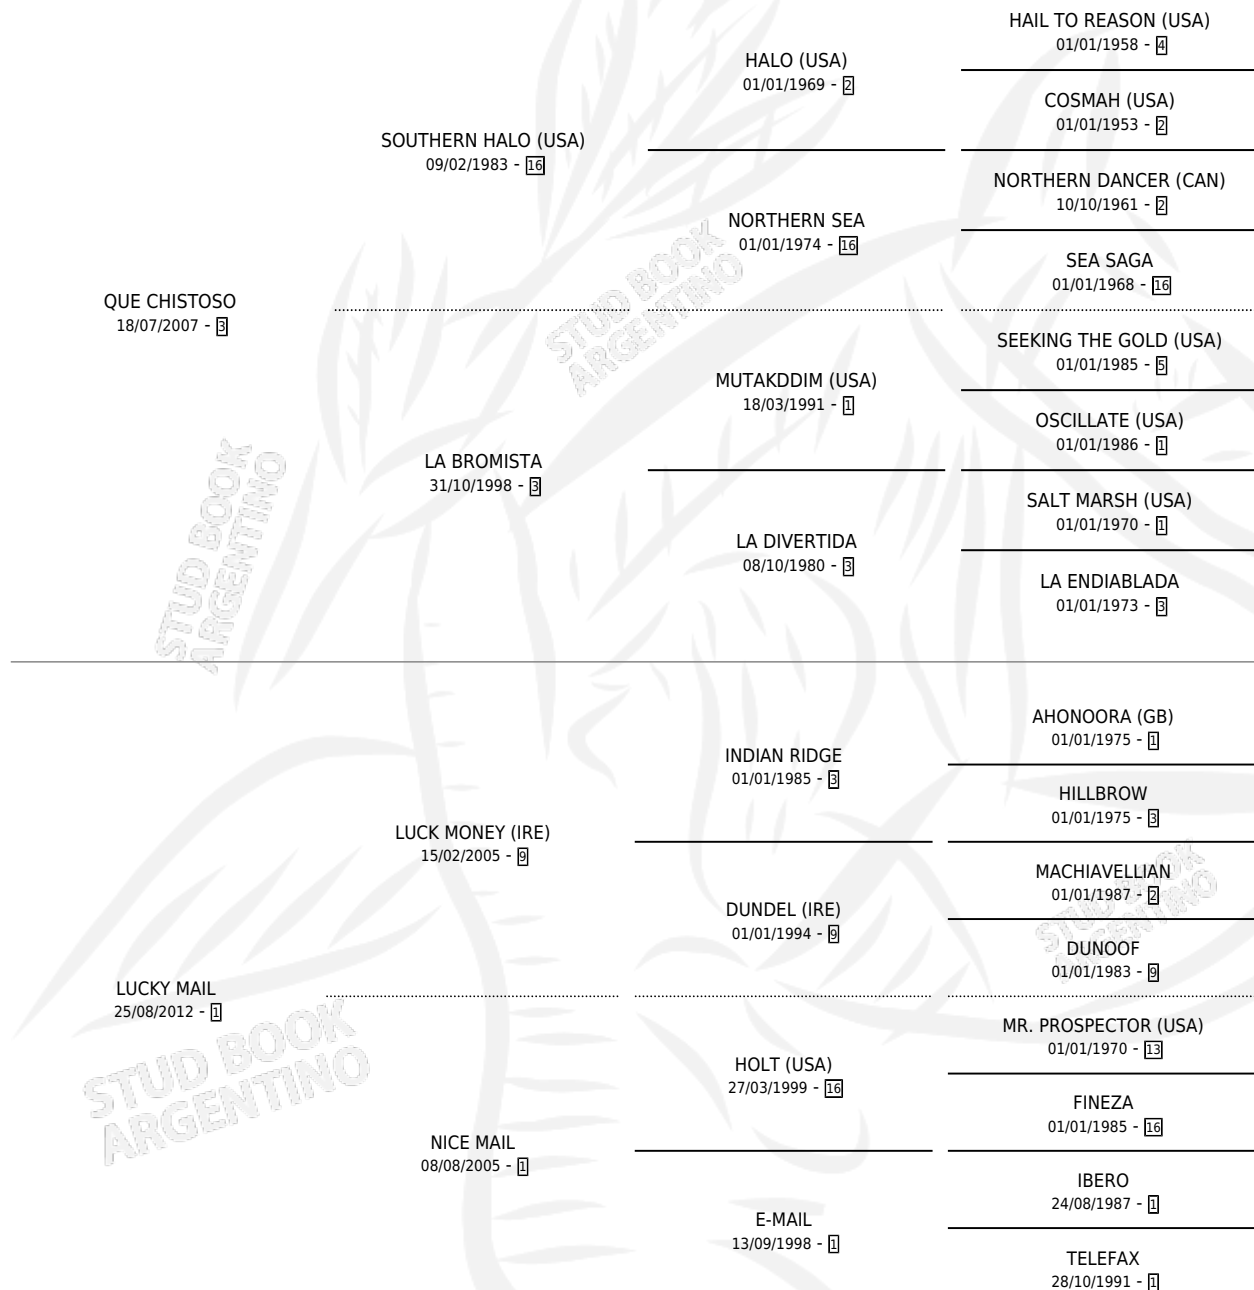 HAIL TO REASON (USA)
01/01/1958 - 4
HALO (USA)
01/01/1969 - 2
COSMAH (USA)
01/01/1953 - 2
SOUTHERN HALO (USA)
09/02/1983 - 16
NORTHERN DANCER (CAN)
10/10/1961 - 2
NORTHERN SEA
01/01/1974 - 16
SEA SAGA
01/01/1968 - 16
QUE CHISTOSO
18/07/2007 - 3
STUD BOOK
ARGENTINO
SEEKING THE GOLD (USA)
01/01/1985 - 5
MUTAKDDIM (USA)
18/03/1991 - 1
OSCILLATE (USA)
01/01/1986 - 1
LA BROMISTA
31/10/1998 - 3
SALT MARSH (USA)
01/01/1970 - 1
LA DIVERTIDA
08/10/1980 - 3
LA ENDIABLADA
01/01/1973 - 3
STUD BOOK
ARGENTINO
AHONOORA (GB)
01/01/1975 - 1
INDIAN RIDGE
01/01/1985 - 3
HILLBROW
01/01/1975 - 3
LUCK MONEY (IRE)
15/02/2005 - 9
MACHIAVELLIAN
01/01/1987 - 2
DUNDEL (IRE)
01/01/1994 - 9
DUNOOF
01/01/1983 - 9
STUD BOOK
ARGENTINO
LUCKY MAIL
25/08/2012 - 1
MR. PROSPECTOR (USA)
01/01/1970 - 13
HOLT (USA)
27/03/1999 - 16
FINEZA
01/01/1985 - 16
STUD BOOK
ARGENTINO
NICE MAIL
08/08/2005 - 1
IBERO
24/08/1987 - 1
E-MAIL
13/09/1998 - 1
TELEFAX
28/10/1991 - 1